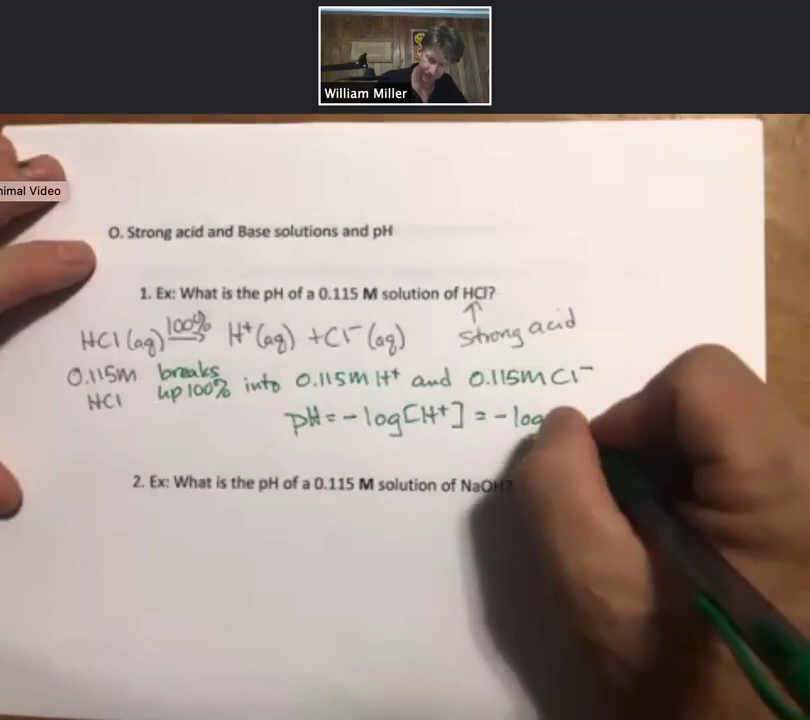 William Miller
nimal Video
O. Strong acid and Base solutions and pH
1. Ex: What is the pH of a 0.115 M solution of HCl?
HCl (aq) 100% H⁺(aq) + Cl⁻ (aq)
↑
Strong acid
0.115M HCl breaks up 100% into 0.115M H⁺ and 0.115M Cl⁻
pH = - log [H⁺] = - log
2. Ex: What is the pH of a 0.115 M solution of NaOH?